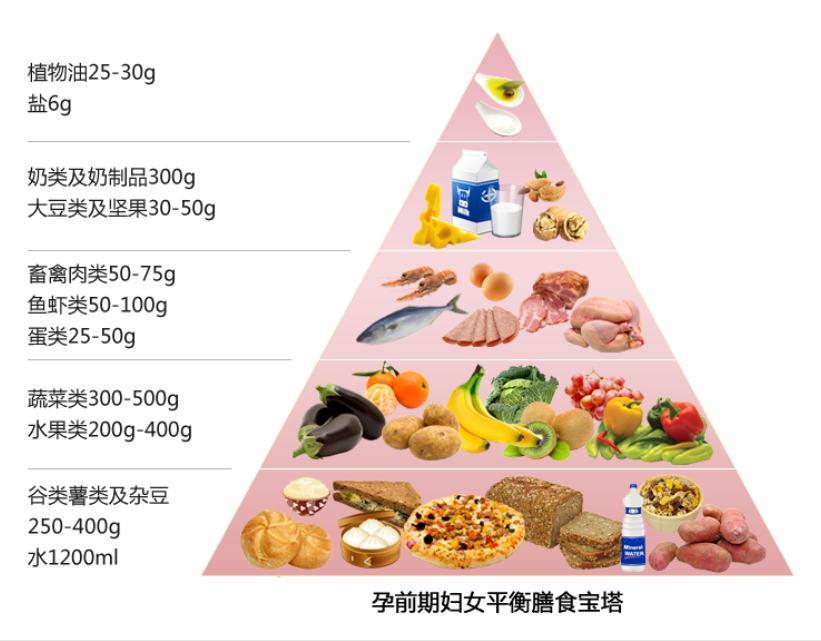 植物油25-30g
盐6g
奶类及奶制品300g
大豆类及坚果30-50g
畜禽肉类50-75g
鱼虾类50-100g
蛋类25-50g
蔬菜类300-500g
水果类200g-400g
谷类薯类及杂豆
250-400g
水1200ml
Mineral
WATER
孕前期妇女平衡膳食宝塔